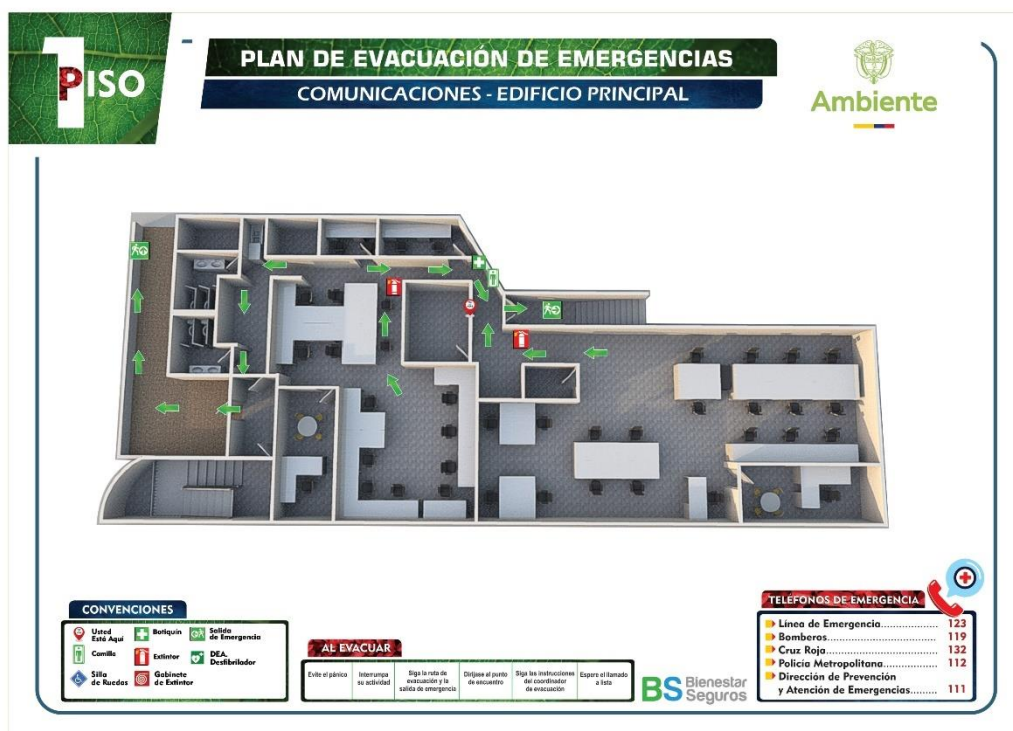 1
PISO
PLAN DE EVACUACIÓN DE EMERGENCIAS
COMUNICACIONES - EDIFICIO PRINCIPAL
Ambiente
CONVENCIONES
Usted
Está Aquí
Botiquín
Salida
de Emergencia
Camilla
Extintor
DEA.
Desfibrilador
Silla
de Ruedas
Gabinete
de Extintor
AL EVACUAR
Evite el pánico
Interrumpa
su actividad
Siga la ruta de
evacuación y la
salida de emergencia
Diríjase al punto
de encuentro
Siga las instrucciones
del coordinador
de evacuación
Espere el llamado
a lista
BS Bienestar
Seguros
TELÉFONOS DE EMERGENCIA
Línea de Emergencia.................. 123
Bomberos.................................. 119
Cruz Roja.................................. 132
Policía Metropolitana................. 112
Dirección de Prevención
y Atención de Emergencias......... 111